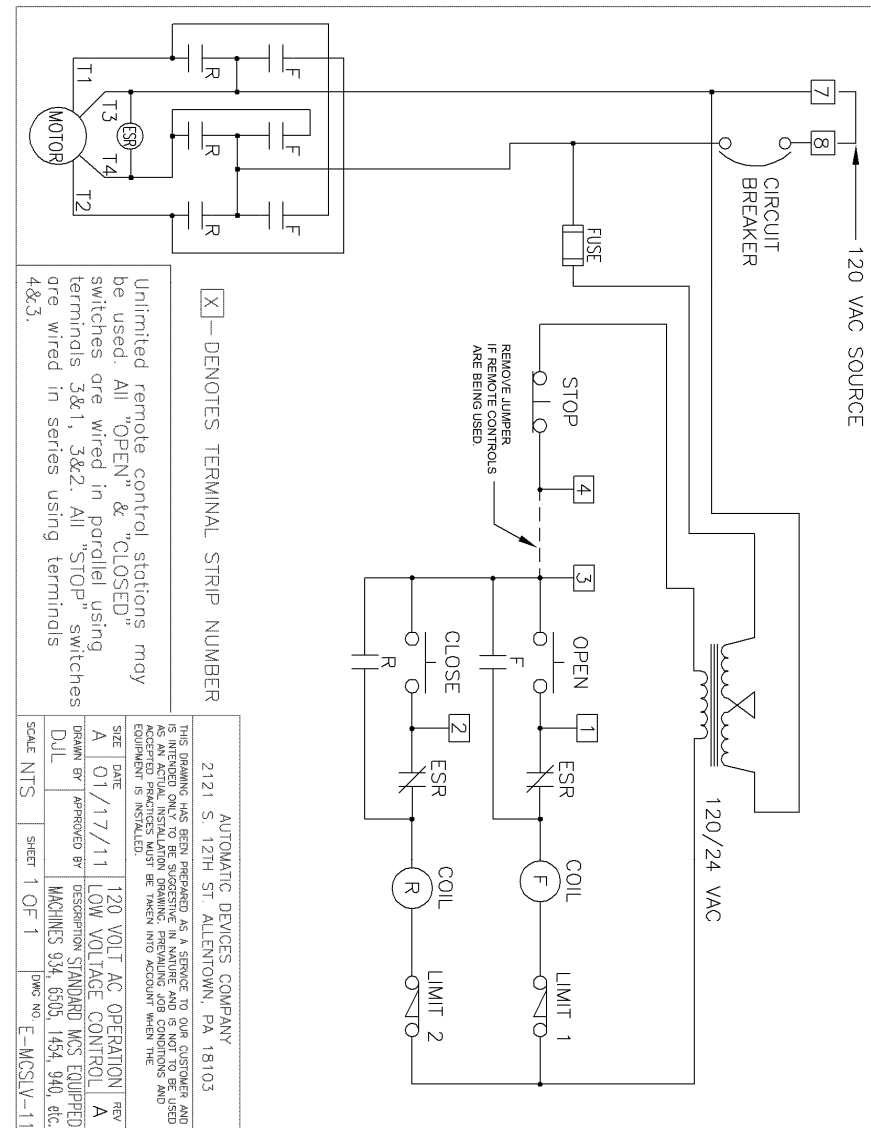 120 VAC SOURCE
7
8
CIRCUIT
BREAKER
FUSE
T1
T3
ESR
T4
T2
MOTOR
R
F
R
F
R
F
120/24 VAC
STOP
4
REMOVE JUMPER
IF REMOTE CONTROLS
ARE BEING USED.
3
OPEN
1
ESR
COIL
F
LIMIT 1
F
CLOSE
2
ESR
COIL
R
LIMIT 2
R
X — DENOTES TERMINAL STRIP NUMBER
Unlimited remote control stations may
be used. All "OPEN" & "CLOSED"
switches are wired in parallel using
terminals 3&1, 3&2. All "STOP" switches
are wired in series using terminals
4&3.
AUTOMATIC DEVICES COMPANY
2121 S. 12TH ST. ALLENTOWN, PA 18103
THIS DRAWING HAS BEEN PREPARED AS A SERVICE TO OUR CUSTOMER AND
IS INTENDED ONLY TO BE SUGGESTIVE IN NATURE AND IS NOT TO BE USED
AS AN ACTUAL INSTALLATION DRAWING. PREVAILING JOB CONDITIONS AND
ACCEPTED PRACTICES MUST BE TAKEN INTO ACCOUNT WHEN THE
EQUIPMENT IS INSTALLED.
SIZE A
DATE 01/17/11
120 VOLT AC OPERATION
LOW VOLTAGE CONTROL
REV A
DRAWN BY DJL
APPROVED BY
DESCRIPTION STANDARD MCS EQUIPPED
MACHINES 934, 6505, 1454, 940, etc.
SCALE NTS
SHEET 1 OF 1
DWG NO. E-MCSLV-11